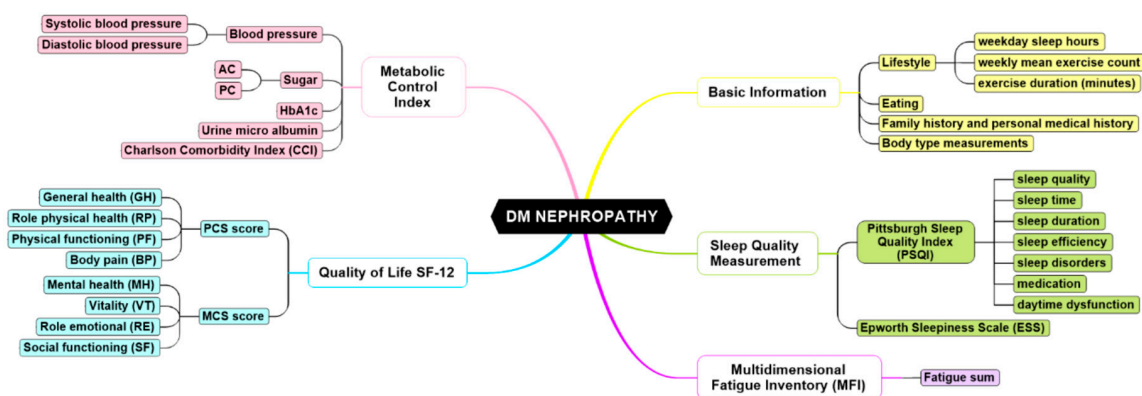 Systolic blood pressure
Diastolic blood pressure
Blood pressure
AC
PC
Sugar
HbA1c
Urine micro albumin
Charlson Comorbidity Index (CCI)
Metabolic
Control
Index
General health (GH)
Role physical health (RP)
Physical functioning (PF)
Body pain (BP)
PCS score
Mental health (MH)
Vitality (VT)
Role emotional (RE)
Social functioning (SF)
MCS score
Quality of Life SF-12
DM NEPHROPATHY
Basic Information
Lifestyle
weekday sleep hours
weekly mean exercise count
exercise duration (minutes)
Eating
Family history and personal medical history
Body type measurements
Sleep Quality
Measurement
Pittsburgh Sleep
Quality Index
(PSQI)
sleep quality
sleep time
sleep duration
sleep efficiency
sleep disorders
medication
daytime dysfunction
Epworth Sleepiness Scale (ESS)
Multidimensional
Fatigue Inventory (MFI)
Fatigue sum